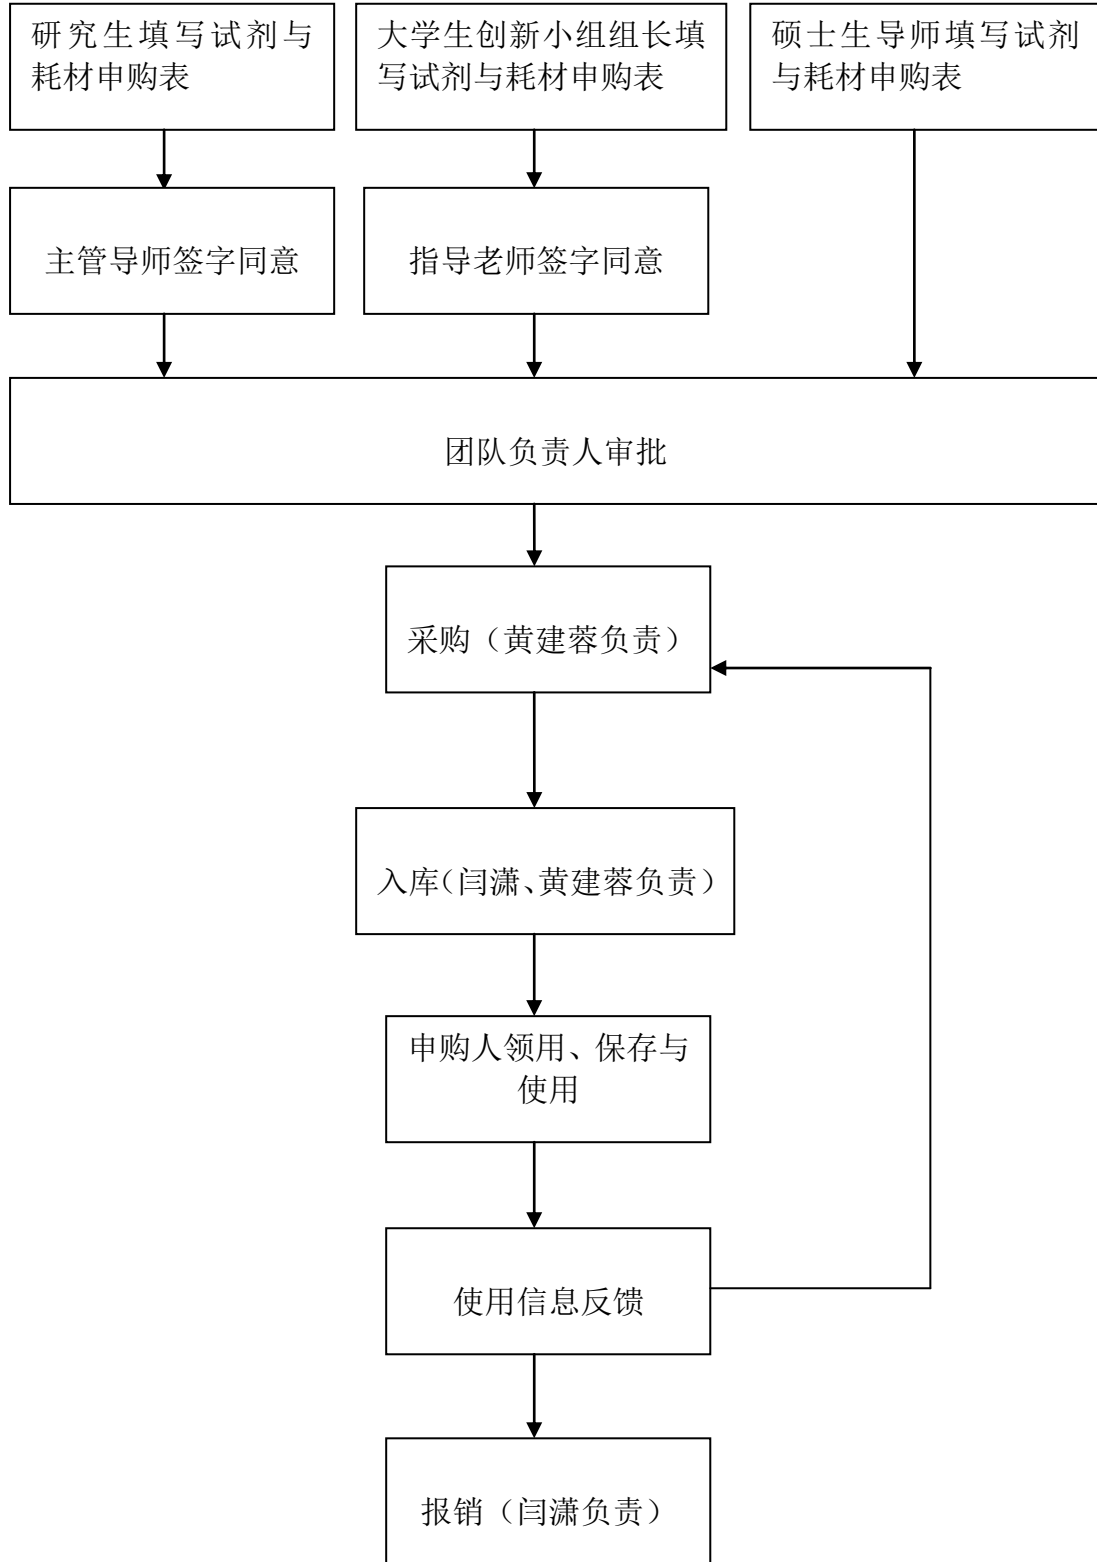 研究生填写试剂与
耗材申购表
大学生创新小组组长填
写试剂与耗材申购表
硕士生导师填写试剂
与耗材申购表
主管导师签字同意
指导老师签字同意
团队负责人审批
采购（黄建蓉负责）
入库（闫潇、黄建蓉负责）
申购人领用、保存与
使用
使用信息反馈
报销（闫潇负责）